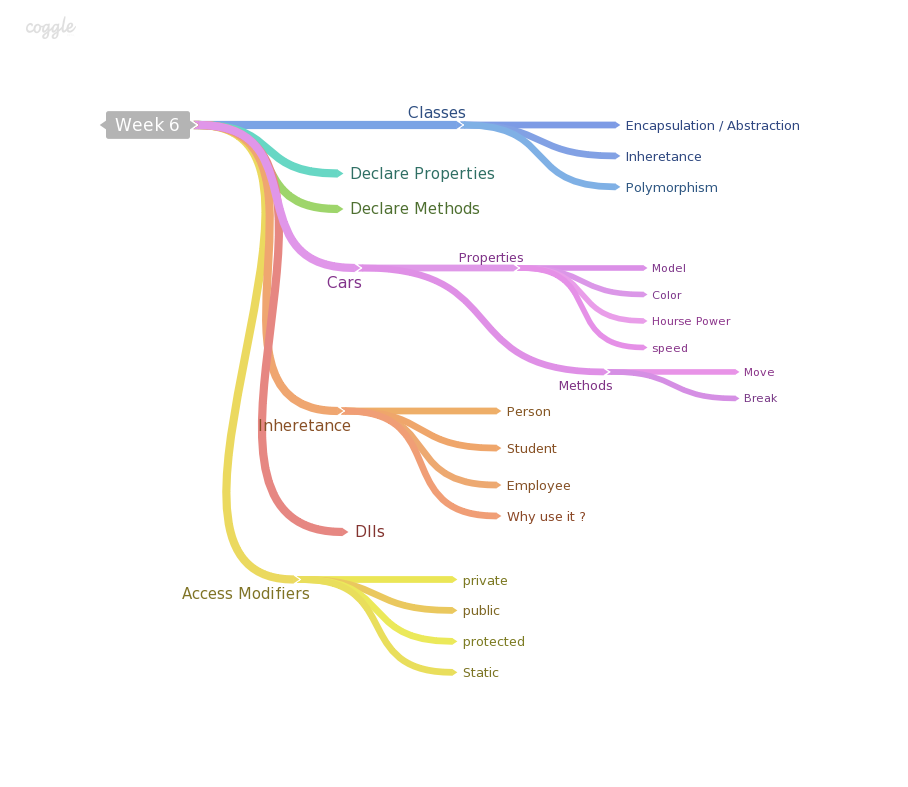 coggle
Week 6
Classes
Encapsulation / Abstraction
Inheretance
Polymorphism
Declare Properties
Declare Methods
Cars
Properties
Model
Color
Hourse Power
speed
Methods
Move
Break
Inheretance
Person
Student
Employee
Why use it ?
Dlls
Access Modifiers
private
public
protected
Static